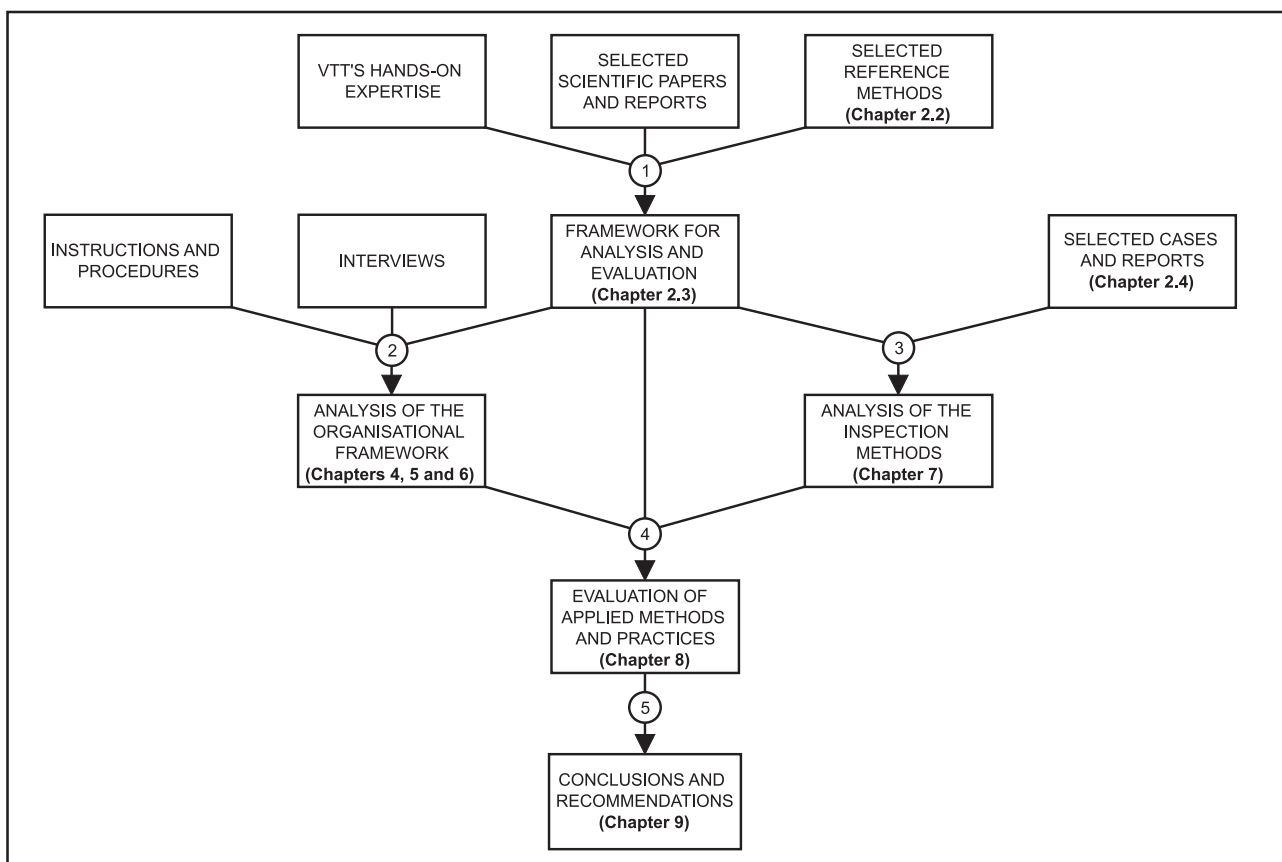 VTT'S HANDS-ON
EXPERTISE
SELECTED
SCIENTIFIC PAPERS
AND REPORTS
SELECTED
REFERENCE
METHODS
(Chapter 2.2)
1
INSTRUCTIONS AND
PROCEDURES
INTERVIEWS
FRAMEWORK FOR
ANALYSIS AND
EVALUATION
(Chapter 2.3)
SELECTED CASES
AND REPORTS
(Chapter 2.4)
2
3
ANALYSIS OF THE
ORGANISATIONAL
FRAMEWORK
(Chapters 4, 5 and 6)
ANALYSIS OF THE
INSPECTION
METHODS
(Chapter 7)
4
EVALUATION OF
APPLIED METHODS
AND PRACTICES
(Chapter 8)
5
CONCLUSIONS AND
RECOMMENDATIONS
(Chapter 9)